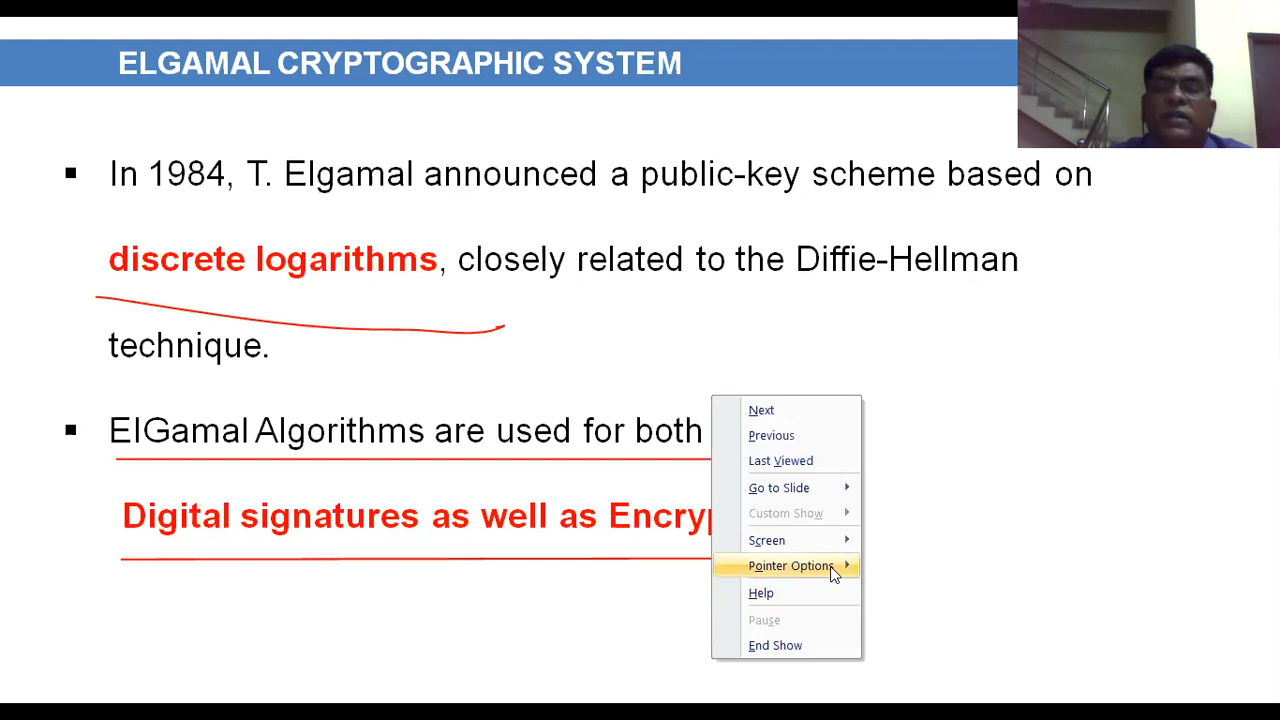 ELGAMAL CRYPTOGRAPHIC SYSTEM
▪ In 1984, T. Elgamal announced a public-key scheme based on
discrete logarithms, closely related to the Diffie-Hellman
technique.
▪ ElGamal Algorithms are used for both
Digital signatures as well as Encryp
Next
Previous
Last Viewed
Go to Slide
Custom Show
Screen
Pointer Options
Help
Pause
End Show